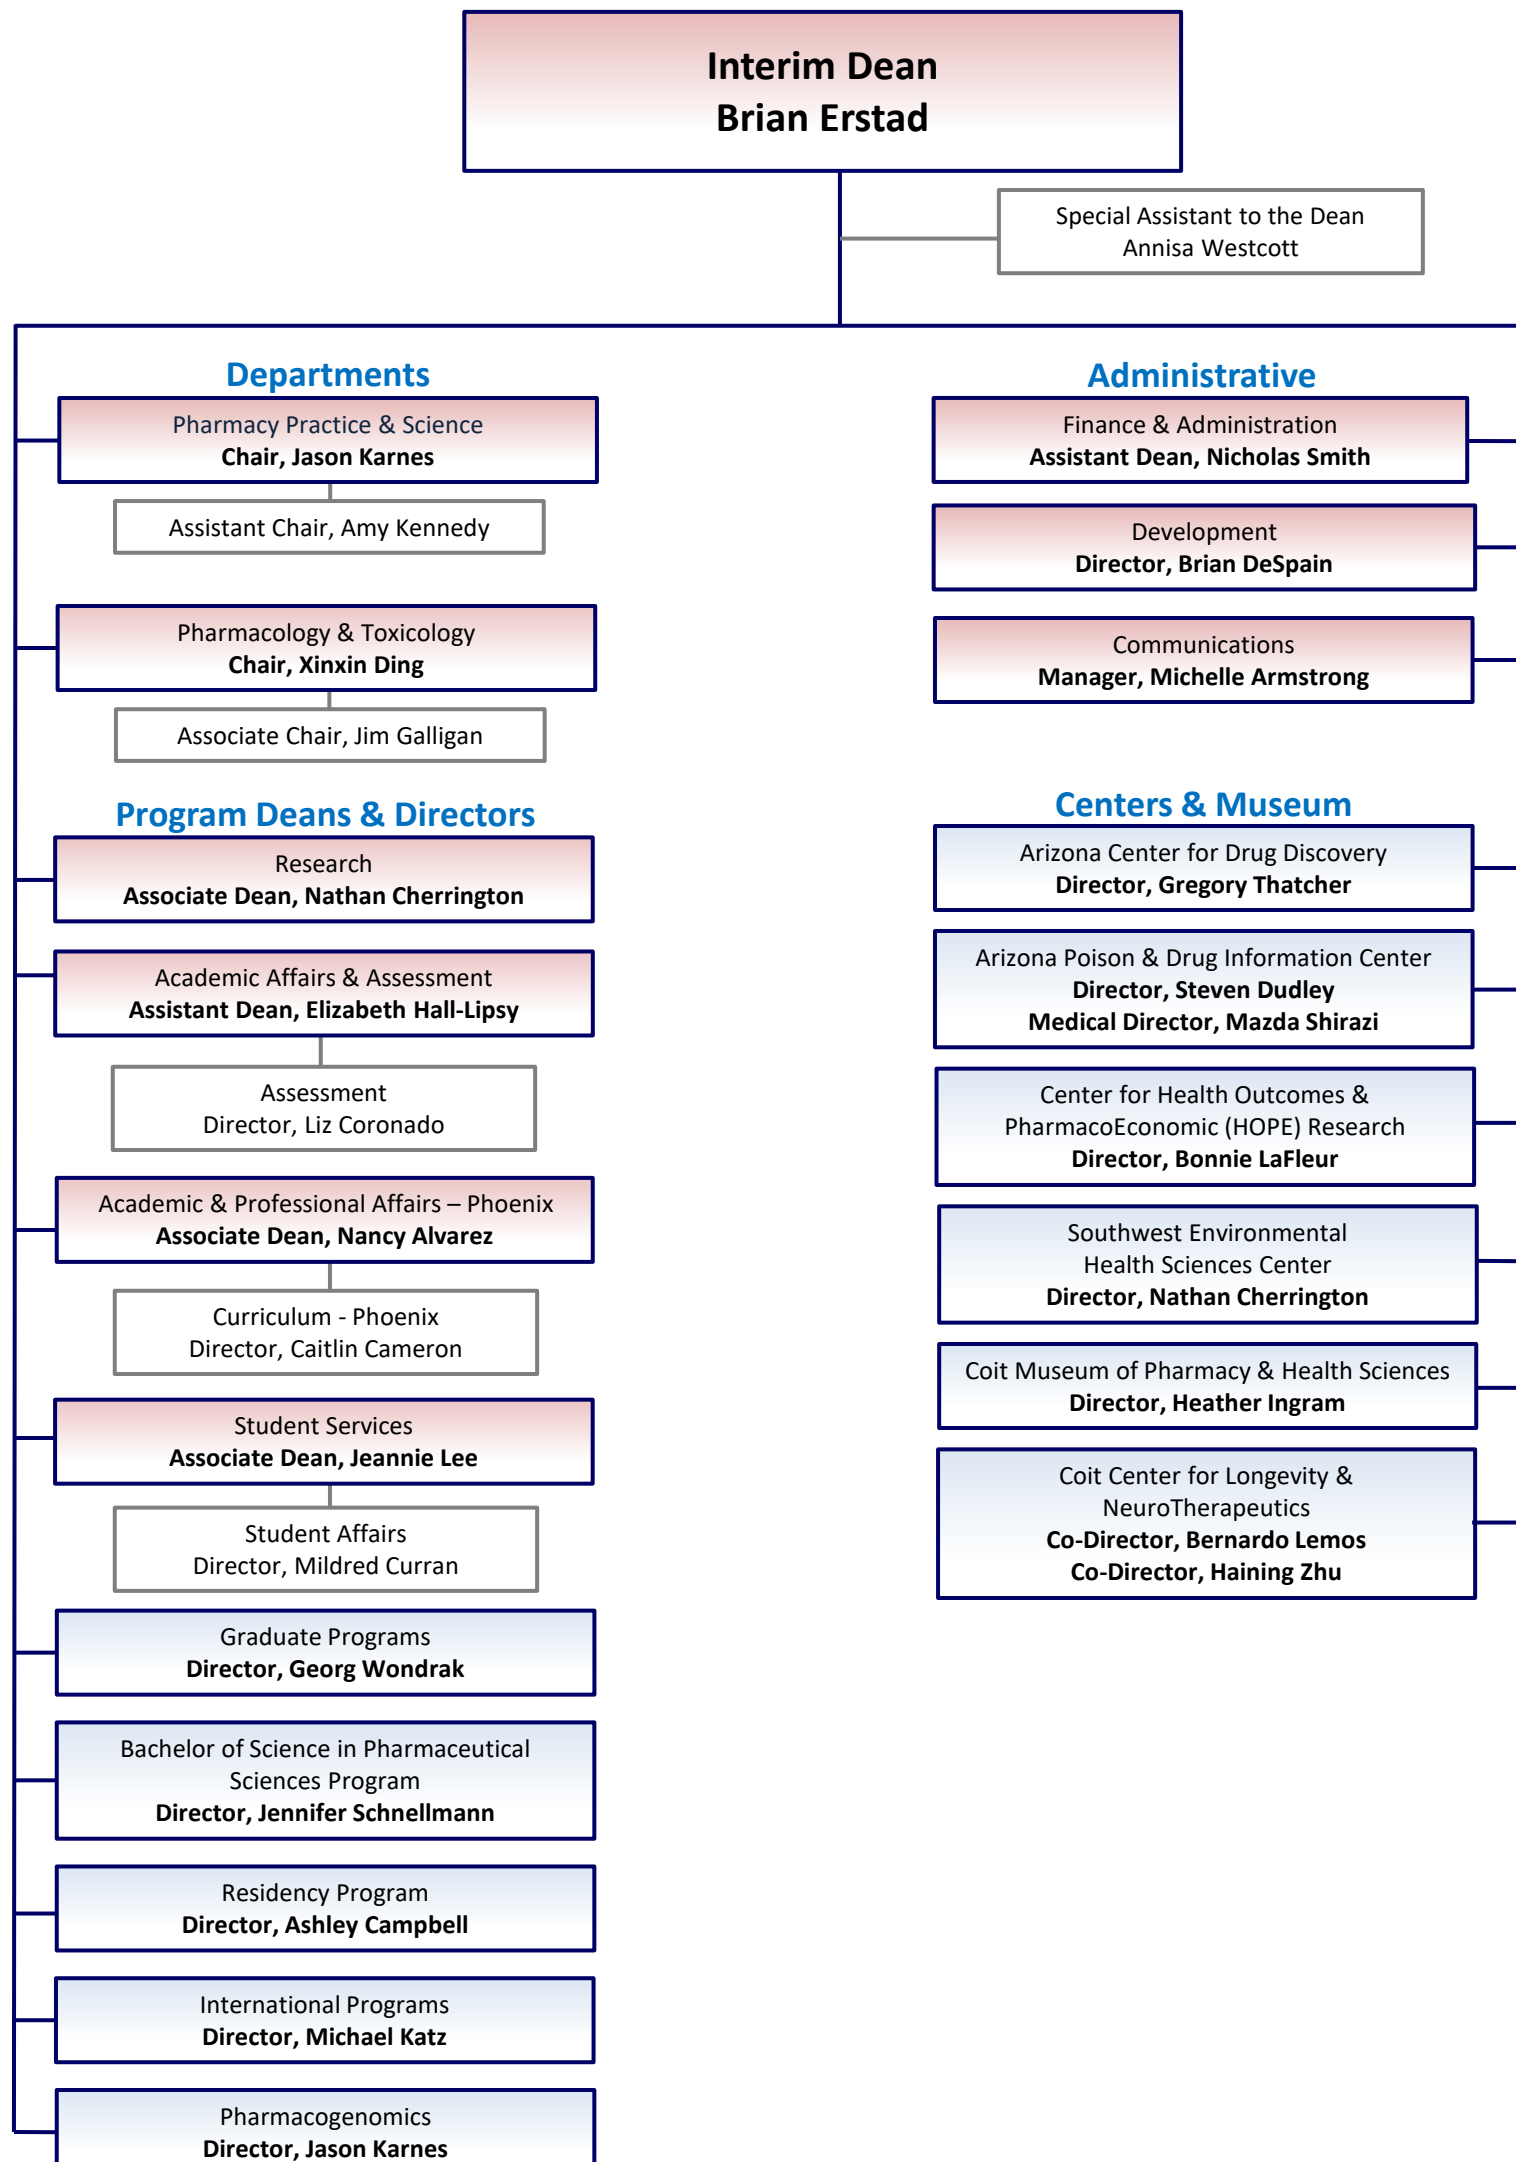 Interim Dean
Brian Erstad
Special Assistant to the Dean
Annisa Westcott
Departments
Pharmacy Practice & Science
Chair, Jason Karnes
Assistant Chair, Amy Kennedy
Pharmacology & Toxicology
Chair, Xinxin Ding
Associate Chair, Jim Galligan
Program Deans & Directors
Research
Associate Dean, Nathan Cherrington
Academic Affairs & Assessment
Assistant Dean, Elizabeth Hall-Lipsy
Assessment
Director, Liz Coronado
Academic & Professional Affairs – Phoenix
Associate Dean, Nancy Alvarez
Curriculum - Phoenix
Director, Caitlin Cameron
Student Services
Associate Dean, Jeannie Lee
Student Affairs
Director, Mildred Curran
Graduate Programs
Director, Georg Wondrak
Bachelor of Science in Pharmaceutical
Sciences Program
Director, Jennifer Schnellmann
Residency Program
Director, Ashley Campbell
International Programs
Director, Michael Katz
Pharmacogenomics
Director, Jason Karnes
Administrative
Finance & Administration
Assistant Dean, Nicholas Smith
Development
Director, Brian DeSpain
Communications
Manager, Michelle Armstrong
Centers & Museum
Arizona Center for Drug Discovery
Director, Gregory Thatcher
Arizona Poison & Drug Information Center
Director, Steven Dudley
Medical Director, Mazda Shirazi
Center for Health Outcomes &
PharmacoEconomic (HOPE) Research
Director, Bonnie LaFleur
Southwest Environmental
Health Sciences Center
Director, Nathan Cherrington
Coit Museum of Pharmacy & Health Sciences
Director, Heather Ingram
Coit Center for Longevity &
NeuroTherapeutics
Co-Director, Bernardo Lemos
Co-Director, Haining Zhu